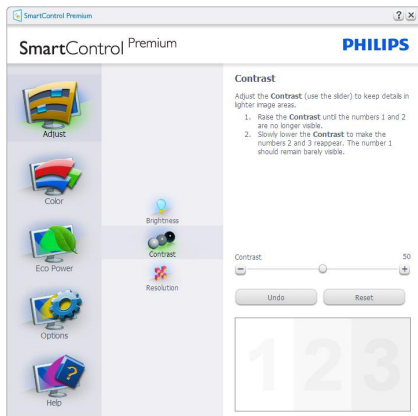 SmartControl Premium
SmartControl Premium
PHILIPS
Adjust
Color
Eco Power
Options
Help
Brightness
Contrast
Resolution
Contrast
Adjust the Contrast (use the slider) to keep details in
lighter image areas.
1. Raise the Contrast until the numbers 1 and 2
are no longer visible.
2. Slowly lower the Contrast to make the
numbers 2 and 3 reappear. The number 1
should remain barely visible.
Contrast 50
Undo Reset
1 2 3